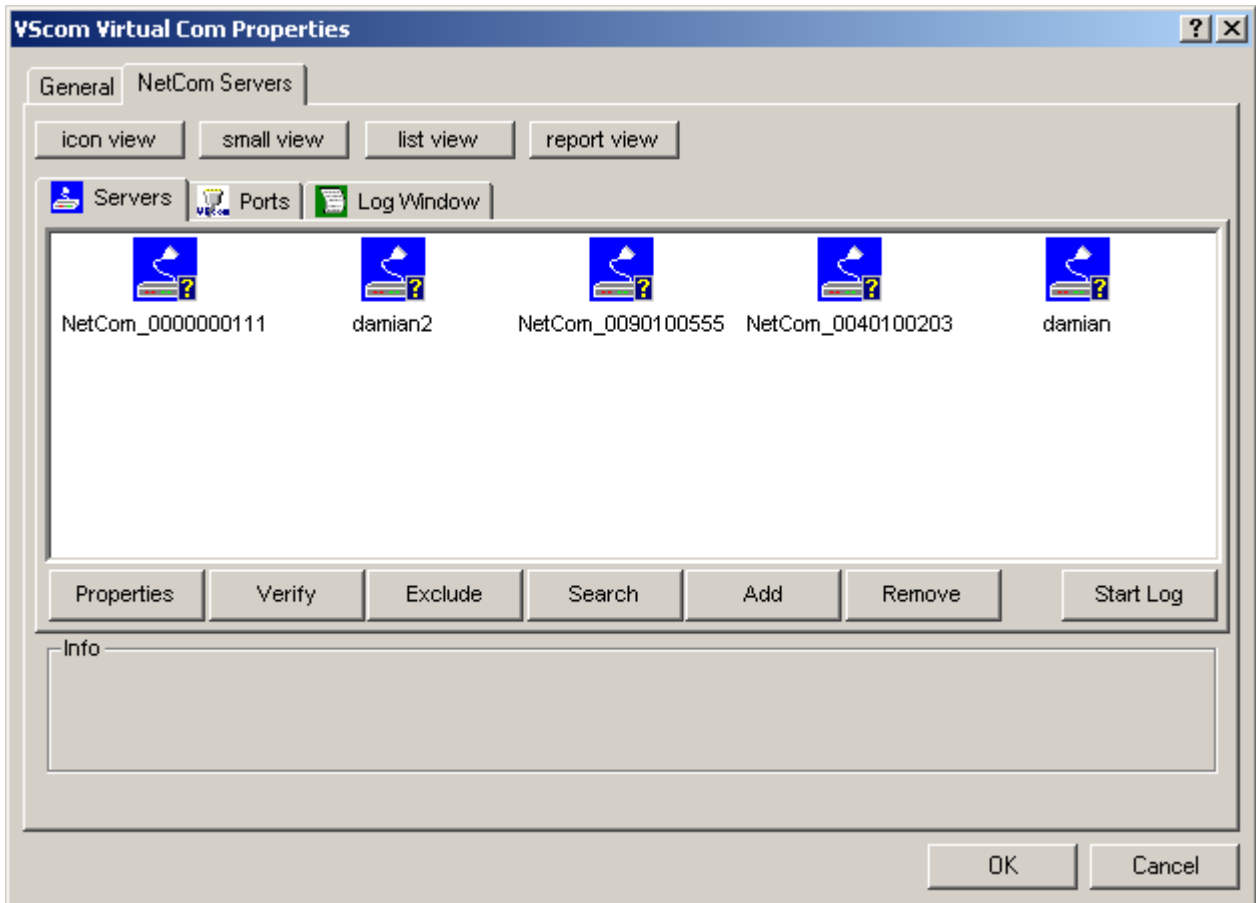 VScom Virtual Com Properties
General NetCom Servers
icon view small view list view report view
Servers Ports Log Window
NetCom_0000000111 damian2 NetCom_0090100555 NetCom_0040100203 damian
Properties Verify Exclude Search Add Remove Start Log
Info
OK Cancel